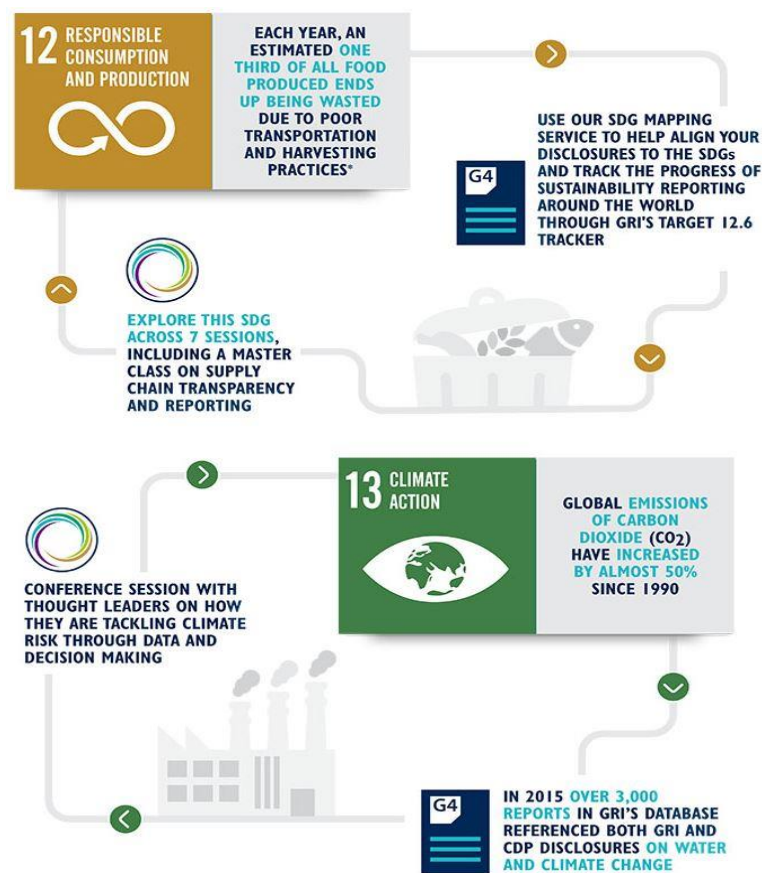 12 RESPONSIBLE
CONSUMPTION
AND PRODUCTION
EACH YEAR, AN
ESTIMATED ONE
THIRD OF ALL FOOD
PRODUCED ENDS
UP BEING WASTED
DUE TO POOR
TRANSPORTATION
AND HARVESTING
PRACTICES*
G4
USE OUR SDG MAPPING
SERVICE TO HELP ALIGN YOUR
DISCLOSURES TO THE SDGs
AND TRACK THE PROGRESS OF
SUSTAINABILITY REPORTING
AROUND THE WORLD
THROUGH GRI'S TARGET 12.6
TRACKER
EXPLORE THIS SDG
ACROSS 7 SESSIONS,
INCLUDING A MASTER
CLASS ON SUPPLY
CHAIN TRANSPARENCY
AND REPORTING
13 CLIMATE
ACTION
GLOBAL EMISSIONS
OF CARBON
DIOXIDE (CO2)
HAVE INCREASED
BY ALMOST 50%
SINCE 1990
CONFERENCE SESSION WITH
THOUGHT LEADERS ON HOW
THEY ARE TACKLING CLIMATE
RISK THROUGH DATA AND
DECISION MAKING
G4
IN 2015 OVER 3,000
REPORTS IN GRI'S DATABASE
REFERENCED BOTH GRI AND
CDP DISCLOSURES ON WATER
AND CLIMATE CHANGE